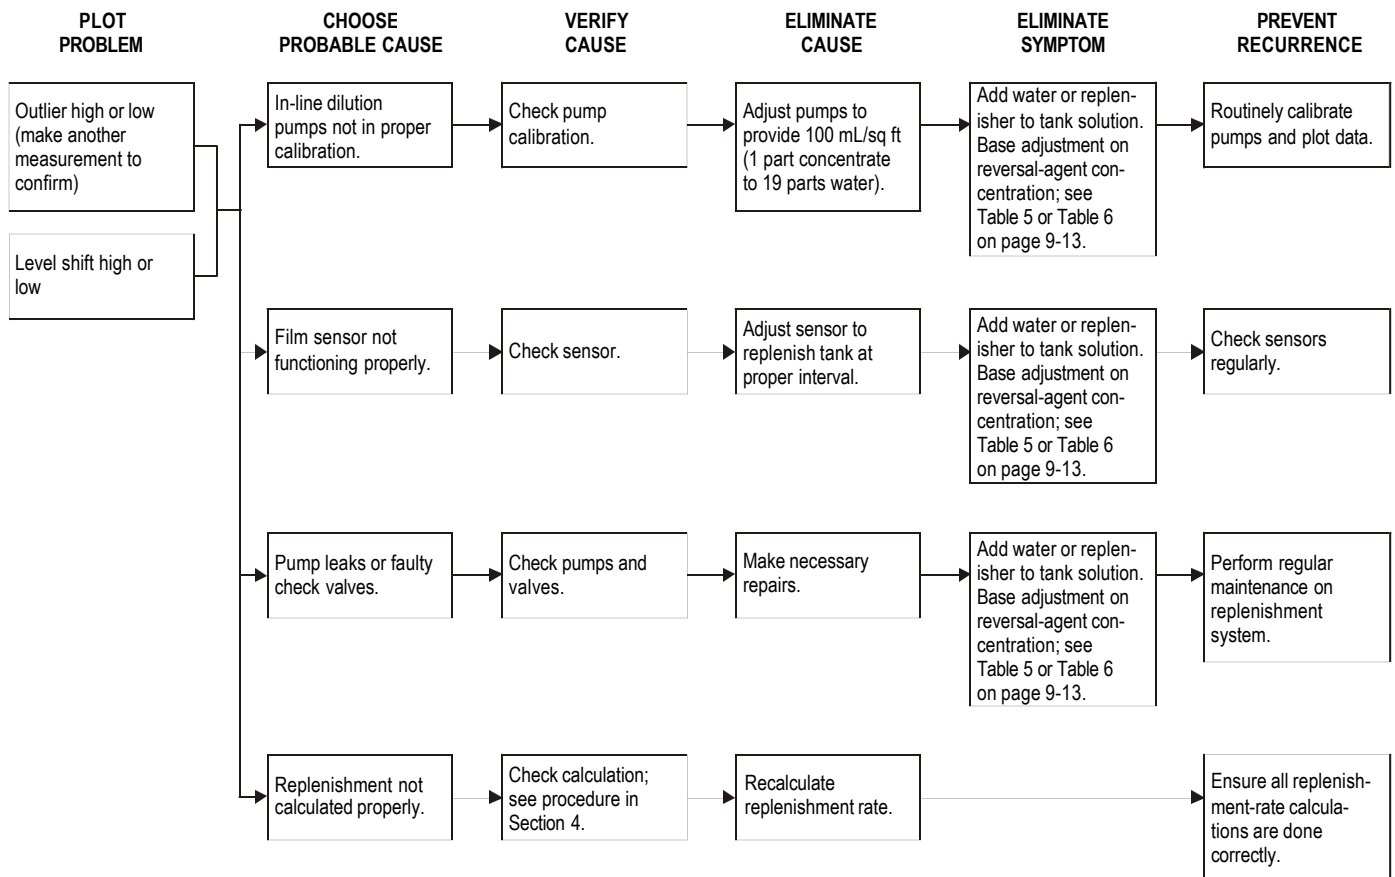 PLOT
PROBLEM
CHOOSE
PROBABLE CAUSE
VERIFY
CAUSE
ELIMINATE
CAUSE
ELIMINATE
SYMPTOM
PREVENT
RECURRENCE
Outlier high or low
(make another
measurement to
confirm)
Level shift high or
low
In-line dilution
pumps not in proper
calibration.
Check pump
calibration.
Adjust pumps to
provide 100 mL/sq ft
(1 part concentrate
to 19 parts water).
Add water or replen-
isher to tank solution.
Base adjustment on
reversal-agent con-
centration; see
Table 5 or Table 6
on page 9-13.
Routinely calibrate
pumps and plot data.
Film sensor not
functioning properly.
Check sensor.
Adjust sensor to
replenish tank at
proper interval.
Add water or replen-
isher to tank solution.
Base adjustment on
reversal-agent con-
centration; see
Table 5 or Table 6
on page 9-13.
Check sensors
regularly.
Pump leaks or faulty
check valves.
Check pumps and
valves.
Make necessary
repairs.
Add water or replen-
isher to tank solution.
Base adjustment on
reversal-agent con-
centration; see
Table 5 or Table 6
on page 9-13.
Perform regular
maintenance on
replenishment
system.
Replenishment not
calculated properly.
Check calculation;
see procedure in
Section 4.
Recalculate
replenishment rate.
Ensure all replenish-
ment-rate calcula-
tions are done
correctly.